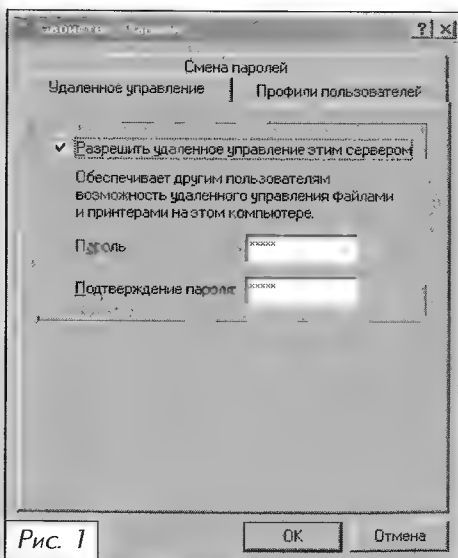 ? ×
Смена паролей
Удаленное управление
Профили пользователей
Разрешить удаленное управление этим сервером
Обеспечивает другим пользователям
возможность удаленного управления файлами
и принтерами на этом компьютере.
Пароль
xxxxx
Подтверждение пароля:
xxxxx
Рис. 1
OK
Отмена